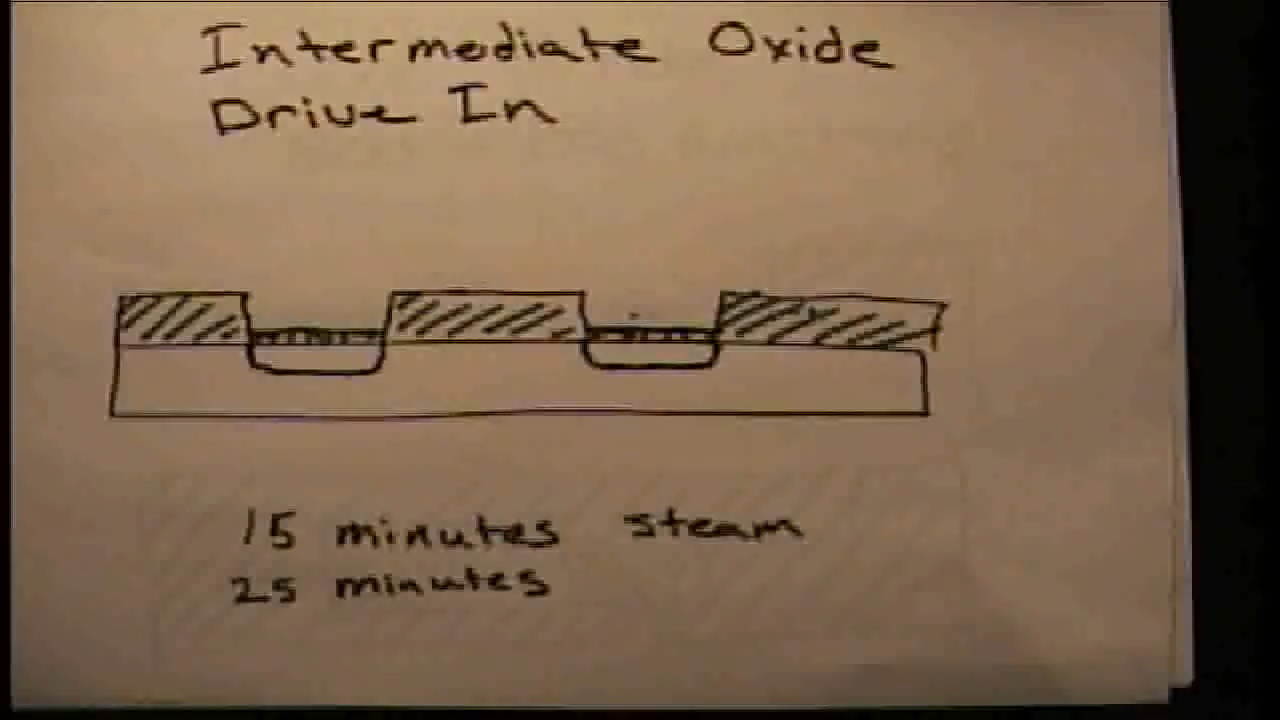 Intermediate Oxide
Drive In
15 minutes steam
25 minutes